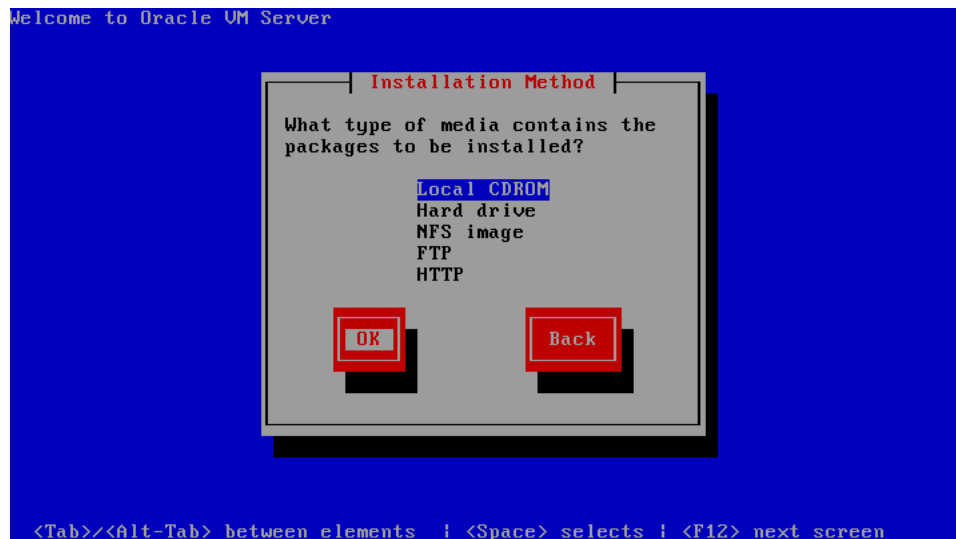 Welcome to Oracle VM Server
Installation Method
What type of media contains the
packages to be installed?
Local CDROM
Hard drive
NFS image
FTP
HTTP
OK
Back
<Tab>/<Alt-Tab> between elements | <Space> selects | <F12> next screen